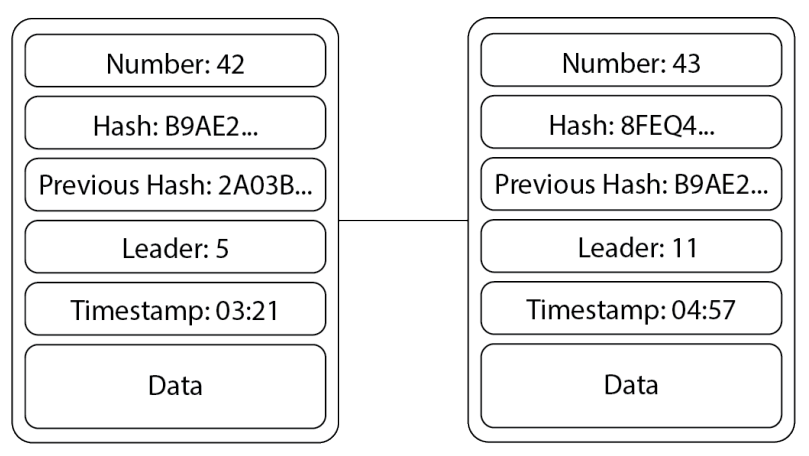 Number: 42
Hash: B9AE2...
Previous Hash: 2A03B...
Leader: 5
Timestamp: 03:21
Data
Number: 43
Hash: 8FEQ4...
Previous Hash: B9AE2...
Leader: 11
Timestamp: 04:57
Data